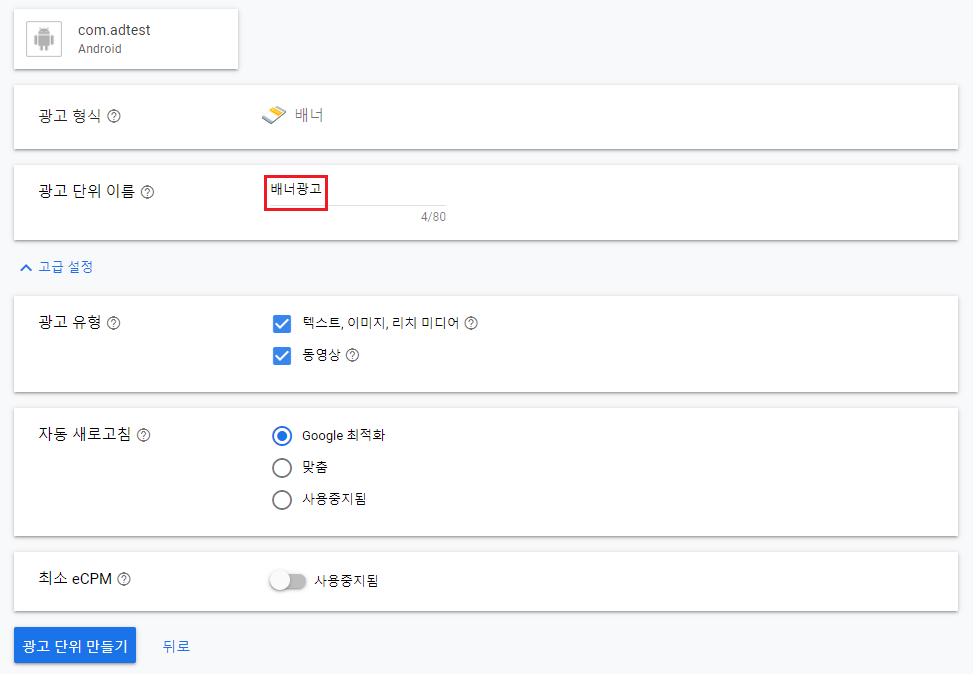 com.adtest
Android
광고 형식
배너
광고 단위 이름
배너광고
4/80
고급 설정
광고 유형
텍스트, 이미지, 리치 미디어
동영상
자동 새로고침
Google 최적화
맞춤
사용중지됨
최소 eCPM
사용중지됨
광고 단위 만들기 뒤로